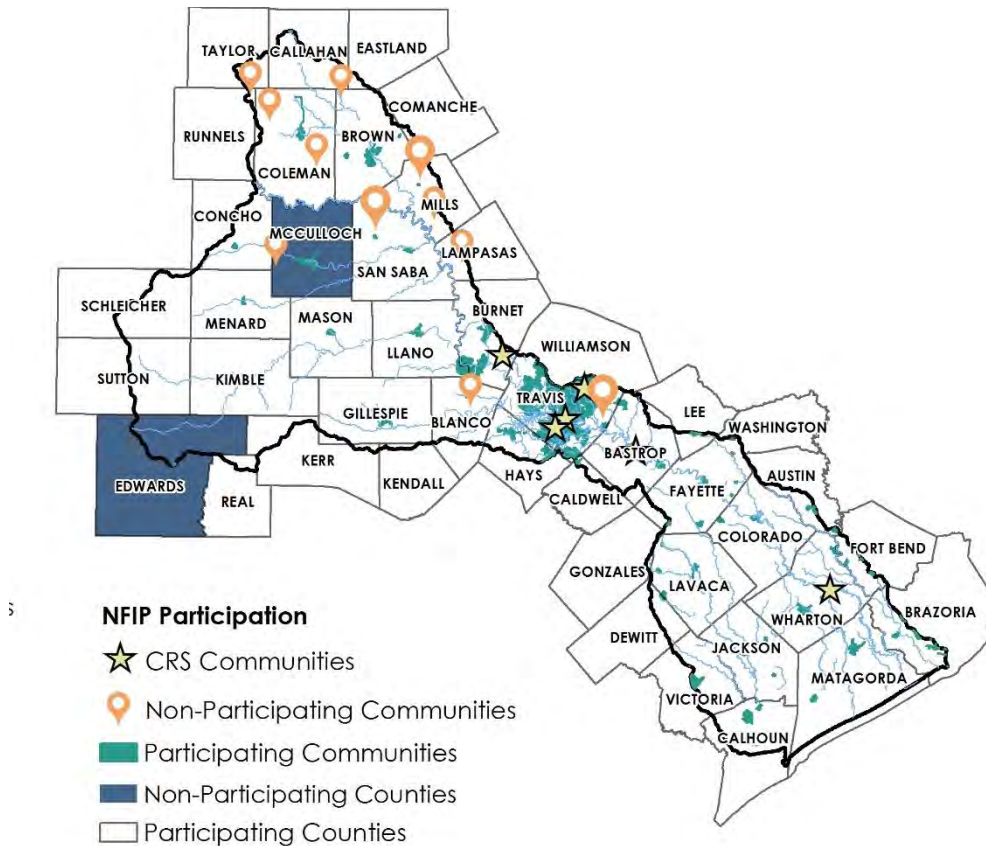 TAYLOR
CALLAHAN
EASTLAND
COMANCHE
RUNNELS
BROWN
COLEMAN
MILLS
CONCHO
MCCULLOCH
LAMPASAS
SAN SABA
SCHLEICHER
BURNET
MENARD
MASON
WILLIAMSON
LLANO
SUTTON
KIMBLE
TRAVIS
LEE
GILLESPIE
BLANCO
WASHINGTON
BASTROP
KERR
HAYS
AUSTIN
EDWARDS
KENDALL
FAYETTE
REAL
CALDWELL
COLORADO
FORT BEND
GONZALES
LAVACA
BRAZORIA
WHARTON
DEWITT
JACKSON
MATAGORDA
VICTORIA
CALHOUN
s
NFIP Participation
CRS Communities
Non-Participating Communities
Participating Communities
Non-Participating Counties
Participating Counties